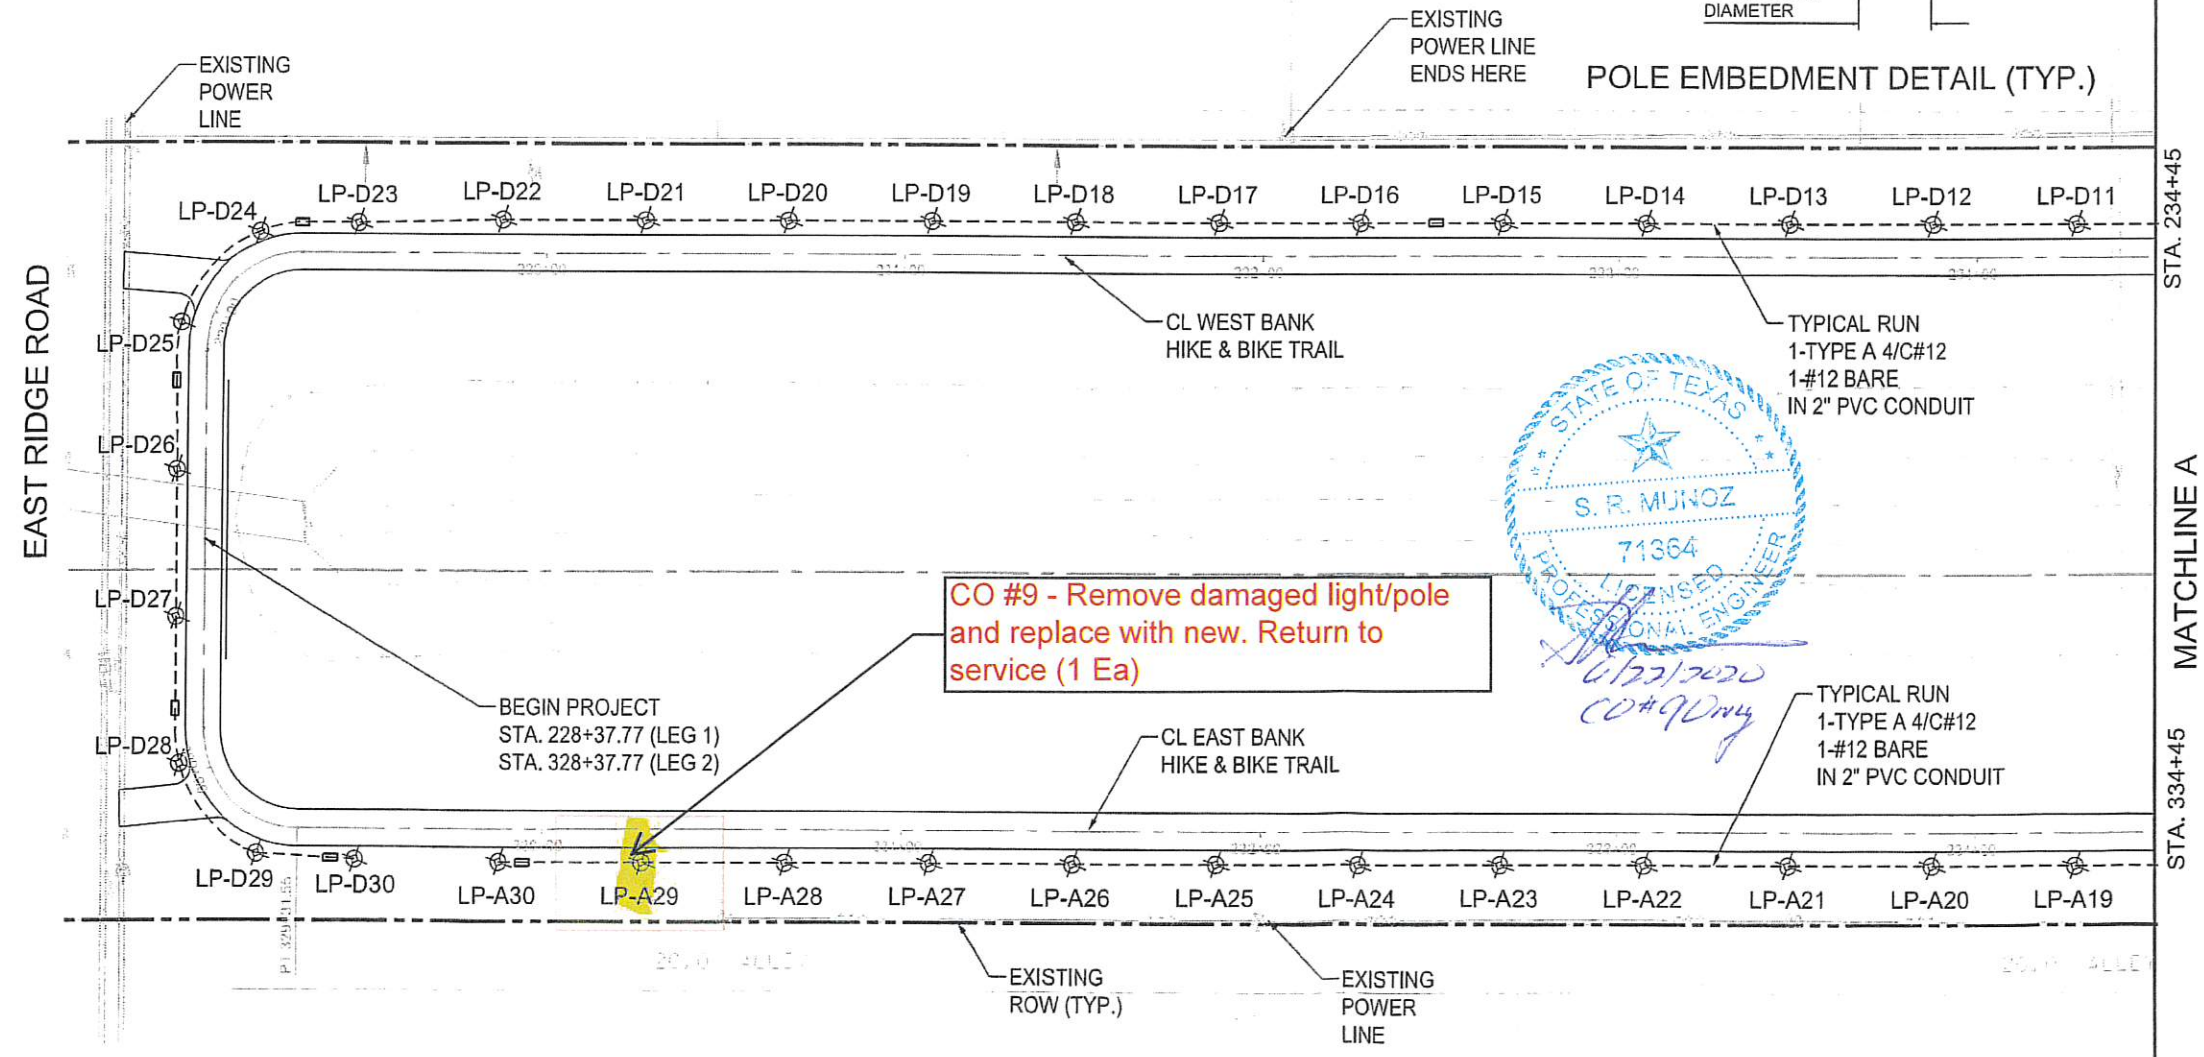 DIAMETER
POLE EMBEDMENT DETAIL (TYP.)
EXISTING
POWER LINE
ENDS HERE
EXISTING
POWER
LINE
LP-D24
LP-D23
LP-D22
LP-D21
LP-D20
LP-D19
LP-D18
LP-D17
LP-D16
LP-D15
LP-D14
LP-D13
LP-D12
LP-D11
STA. 234+45
EAST RIDGE ROAD
LP-D25
LP-D26
LP-D27
LP-D28
CL WEST BANK
HIKE & BIKE TRAIL
TYPICAL RUN
1-TYPE A 4/C#12
1-#12 BARE
IN 2" PVC CONDUIT
STATE OF TEXAS
S. R. MUNOZ
71364
LICENSED
PROFESSIONAL ENGINEER
6/22/2020
CO#9 Drwg
MATCHLINE A
CO #9 - Remove damaged light/pole
and replace with new. Return to
service (1 Ea)
BEGIN PROJECT
STA. 228+37.77 (LEG 1)
STA. 328+37.77 (LEG 2)
CL EAST BANK
HIKE & BIKE TRAIL
TYPICAL RUN
1-TYPE A 4/C#12
1-#12 BARE
IN 2" PVC CONDUIT
STA. 334+45
LP-D29
LP-D30
LP-A30
LP-A29
LP-A28
LP-A27
LP-A26
LP-A25
LP-A24
LP-A23
LP-A22
LP-A21
LP-A20
LP-A19
EXISTING
ROW (TYP.)
EXISTING
POWER
LINE